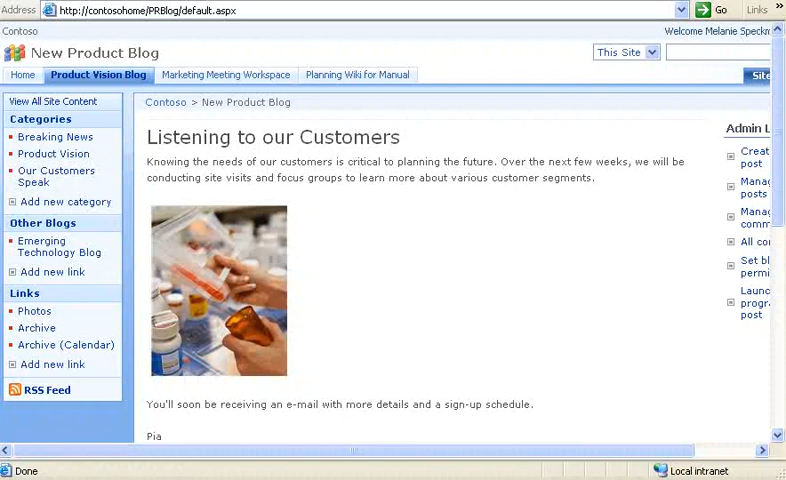 Address http://contosohome/PRBlog/default.aspx Go Links »
Contoso Welcome Melanie
New Product Blog This Site
Home Product Vision Blog Marketing Meeting Workspace Planning Wiki for Manual Site
View All Site Content
Categories
Breaking News
Product Vision
Our Customers
Speak
Add new category
Other Blogs
Emerging
Technology Blog
Add new link
Links
Photos
Archive
Archive (Calendar)
Add new link
RSS Feed
Contoso > New Product Blog
Listening to our Customers
Knowing the needs of our customers is critical to planning the future. Over the next few weeks, we will be
conducting site visits and focus groups to learn more about various customer segments.
You'll soon be receiving an e-mail with more details and a sign-up schedule.
Pia
Admin L
Creat
post
Mana
posts
Mana
comm
All co
Set bl
permi
Launc
progr
post
Done Local intranet